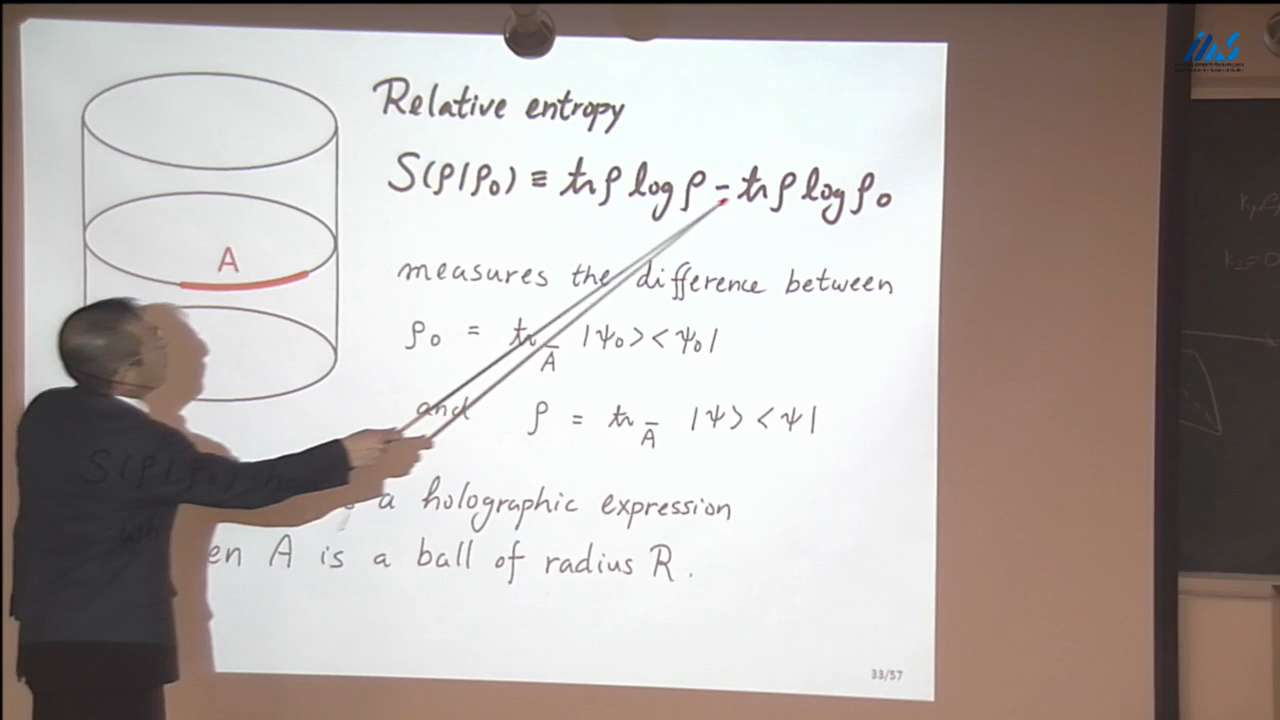 Relative entropy
S(ρ|ρ₀) ≡ tr ρ log ρ − tr ρ log ρ₀
A
measures the difference between
ρ₀ = tr_Ā |ψ₀><ψ₀|
and ρ = tr_Ā |ψ><ψ|
S(ρ|ρ₀) a holographic expression
en A is a ball of radius R.
33/57